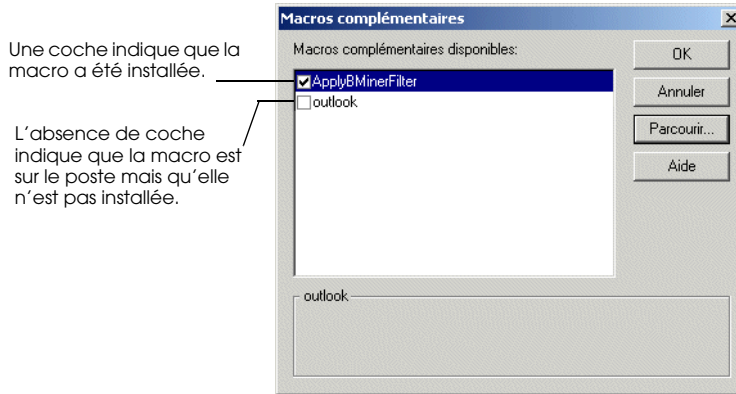 Macros complémentaires
Une coche indique que la
macro a été installée.
L'absence de coche
indique que la macro est
sur le poste mais qu'elle
n'est pas installée.
Macros complémentaires disponibles:
ApplyBMinerFilter
outlook
OK
Annuler
Parcourir...
Aide
outlook